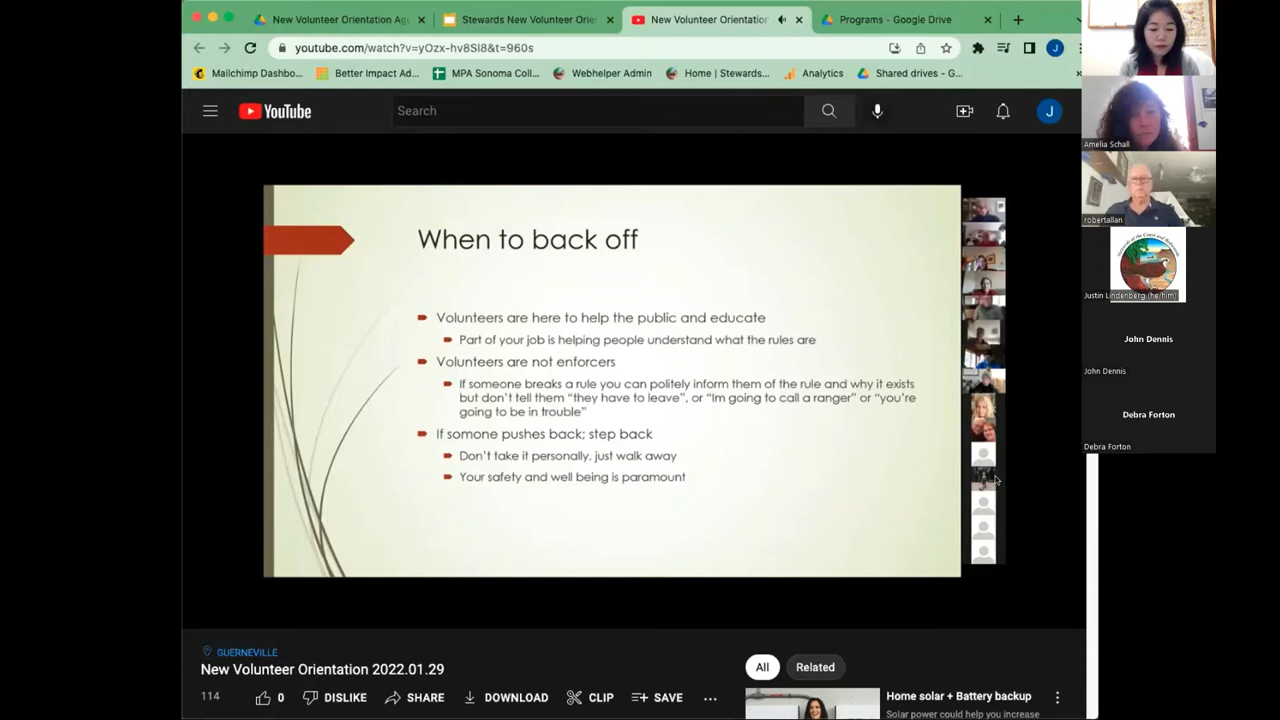 New Volunteer Orientation Age
Stewards New Volunteer Orier
New Volunteer Orientation
Programs - Google Drive
youtube.com/watch?v=yOzx-hv8Sl8&t=960s
J
Mailchimp Dashbo...
Better Impact Ad...
MPA Sonoma Coll...
Webhelper Admin
Home | Stewards...
Analytics
Shared drives - G...
»
YouTube
Search
J
When to back off
Volunteers are here to help the public and educate
Part of your job is helping people understand what the rules are
Volunteers are not enforcers
If someone breaks a rule you can politely inform them of the rule and why it exists
but don't tell them "they have to leave", or "Im going to call a ranger" or "you're
going to be in trouble"
If somone pushes back; step back
Don't take it personally, just walk away
Your safety and well being is paramount
GUERNEVILLE
New Volunteer Orientation 2022.01.29
114
0
DISLIKE
SHARE
DOWNLOAD
CLIP
SAVE
...
All
Related
Home solar + Battery backup
Solar power could help you increase
Amelia Schall
robertallan
Justin Lindenberg (he/him)
John Dennis
John Dennis
Debra Forton
Debra Forton